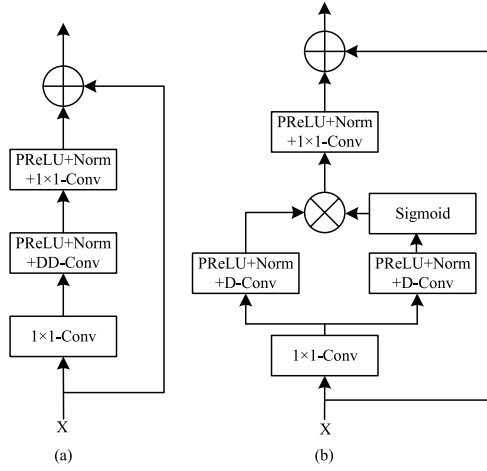 PReLU+Norm
+1×1-Conv
PReLU+Norm
+DD-Conv
1×1-Conv
X
(a)
PReLU+Norm
+1×1-Conv
Sigmoid
PReLU+Norm
+D-Conv
PReLU+Norm
+D-Conv
1×1-Conv
X
(b)